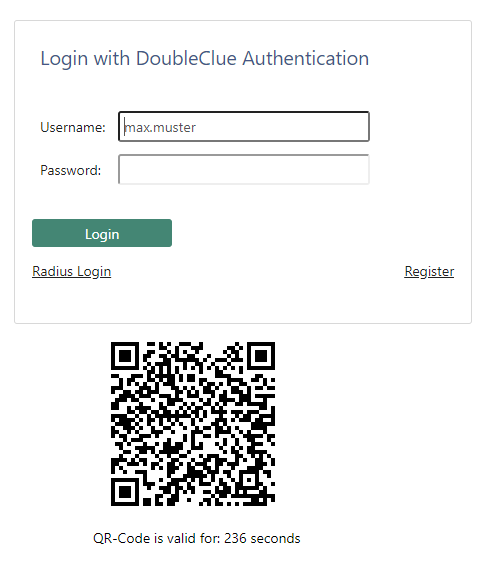 Login with DoubleClue Authentication
Username: max.muster
Password:
Login
Radius Login Register
QR-Code is valid for: 236 seconds